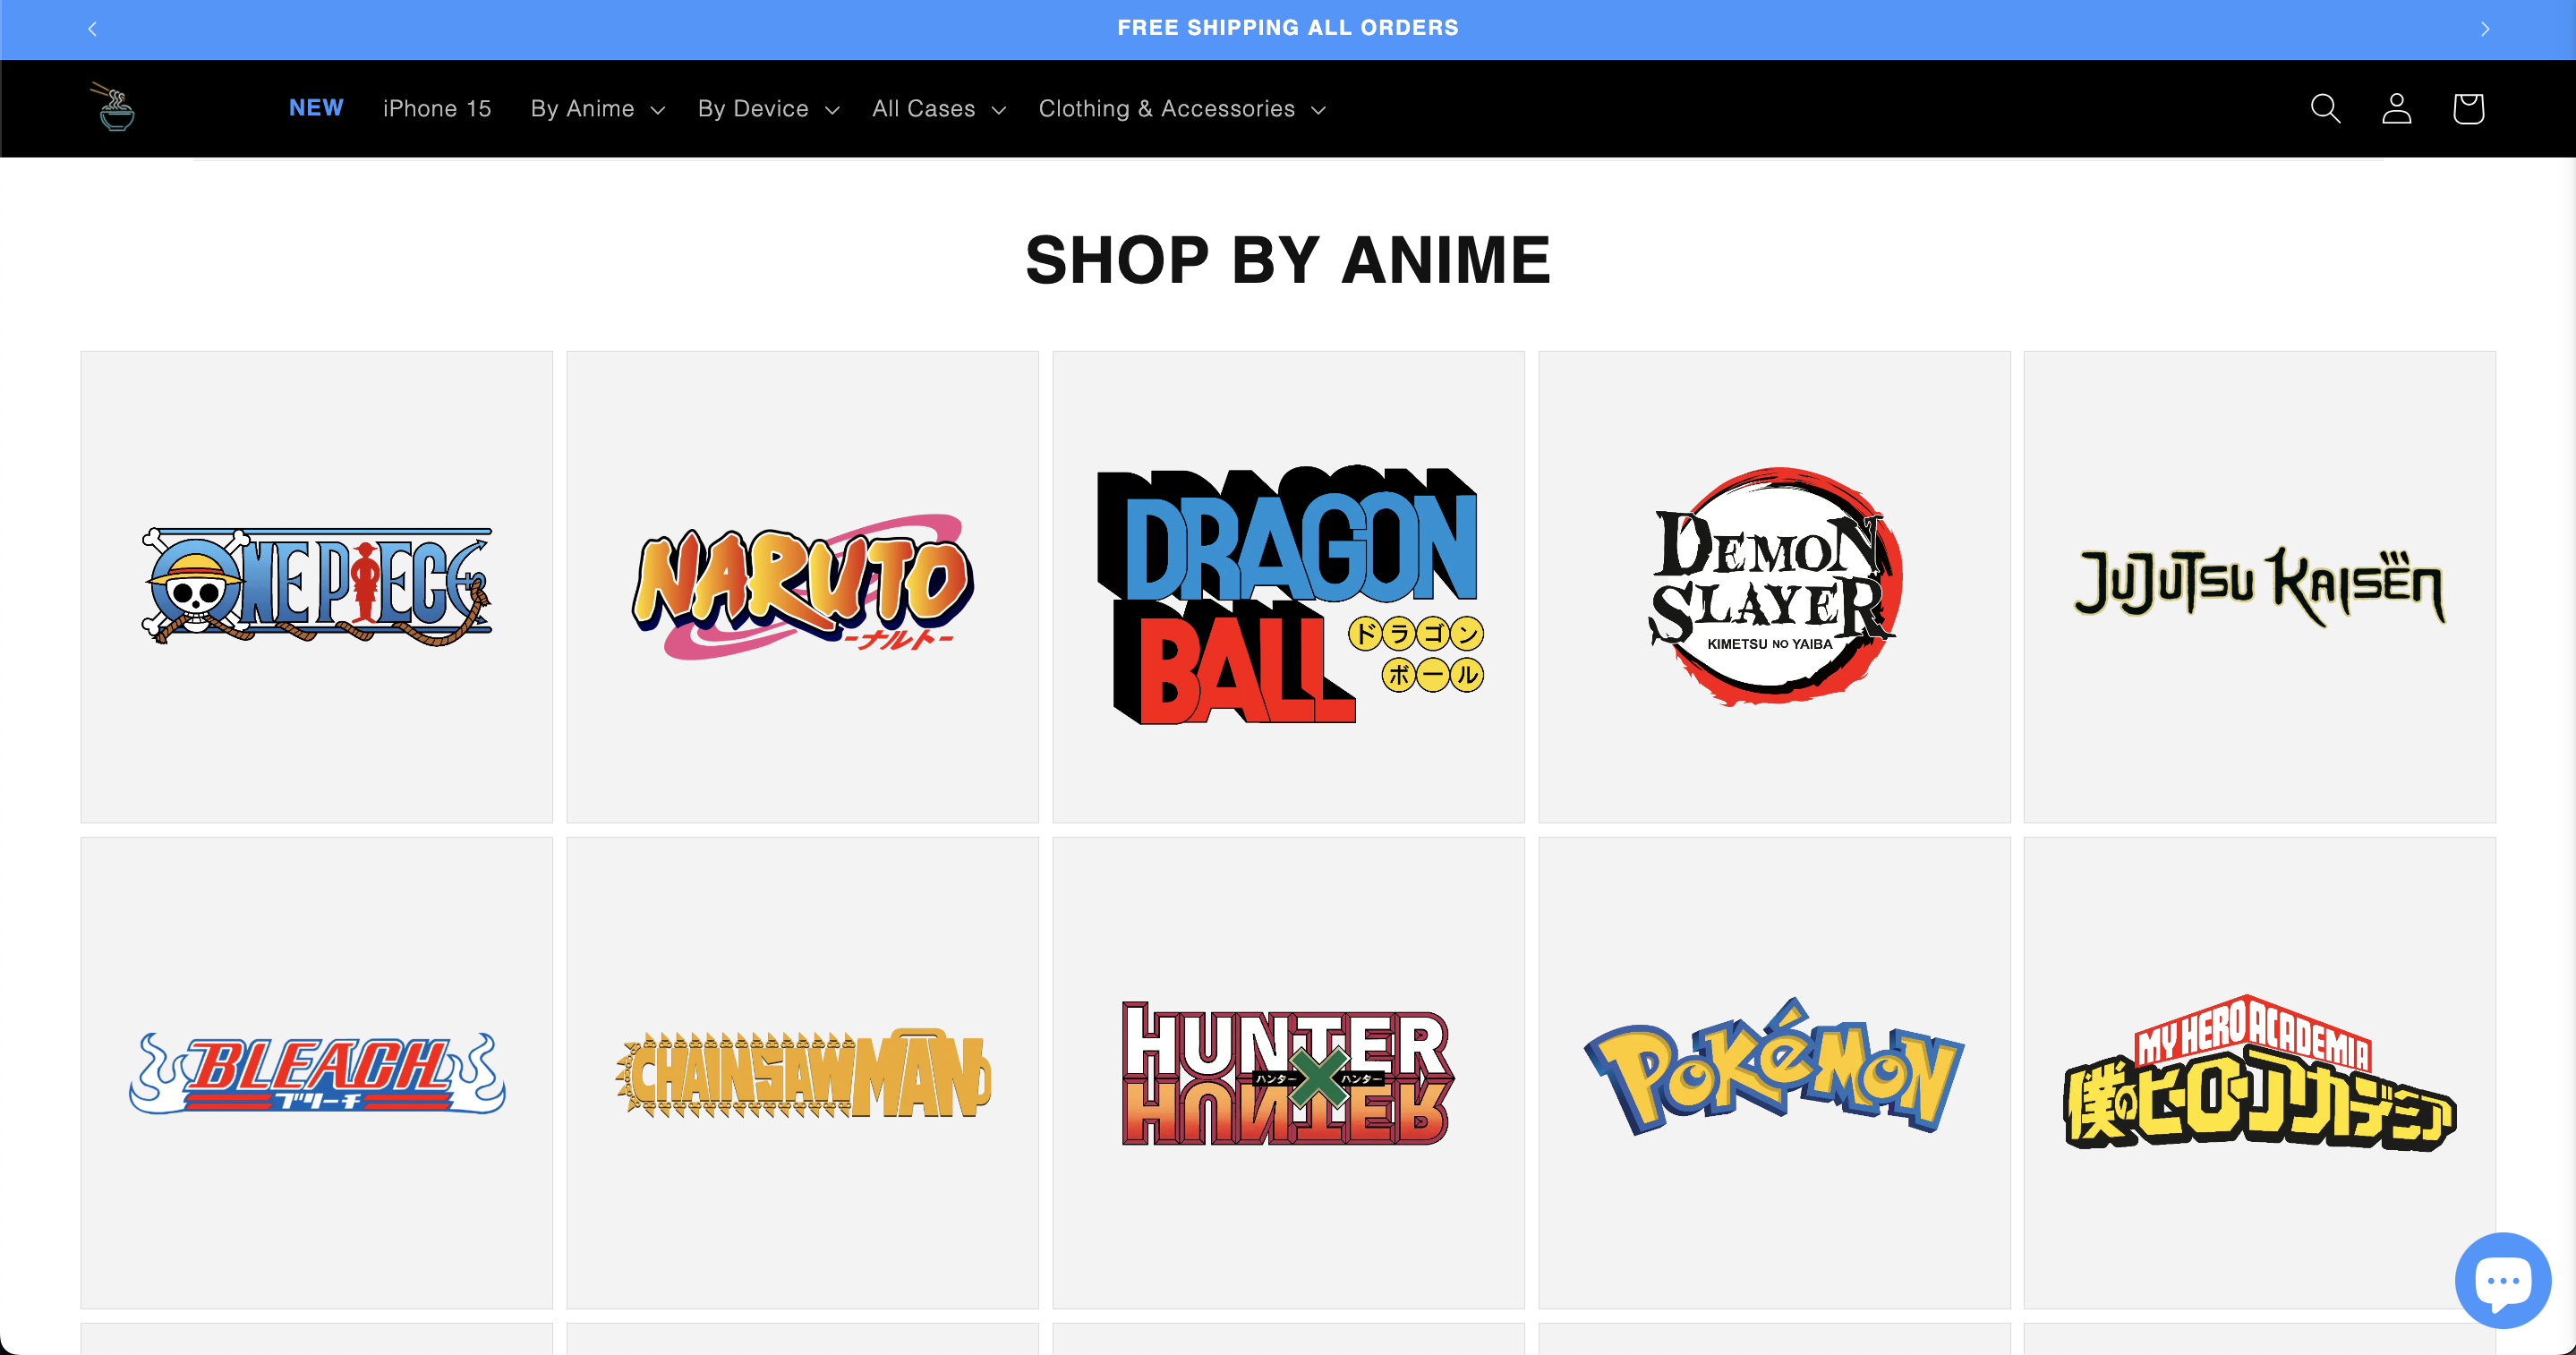 FREE SHIPPING ALL ORDERS
NEW iPhone 15 By Anime By Device All Cases Clothing & Accessories
SHOP BY ANIME
ONE PIECE
NARUTO
ーナルトー
DRAGON
BALL
ドラゴン
ボール
DEMON
SLAYER
KIMETSU NO YAIBA
JUJUTSU KAISEN
BLEACH
ブリーチ
CHAINSAW MAN
HUNTER
ハンター X ハンター
HUNTER
POKéMON
MY HERO ACADEMIA
僕のヒーローアカデミア